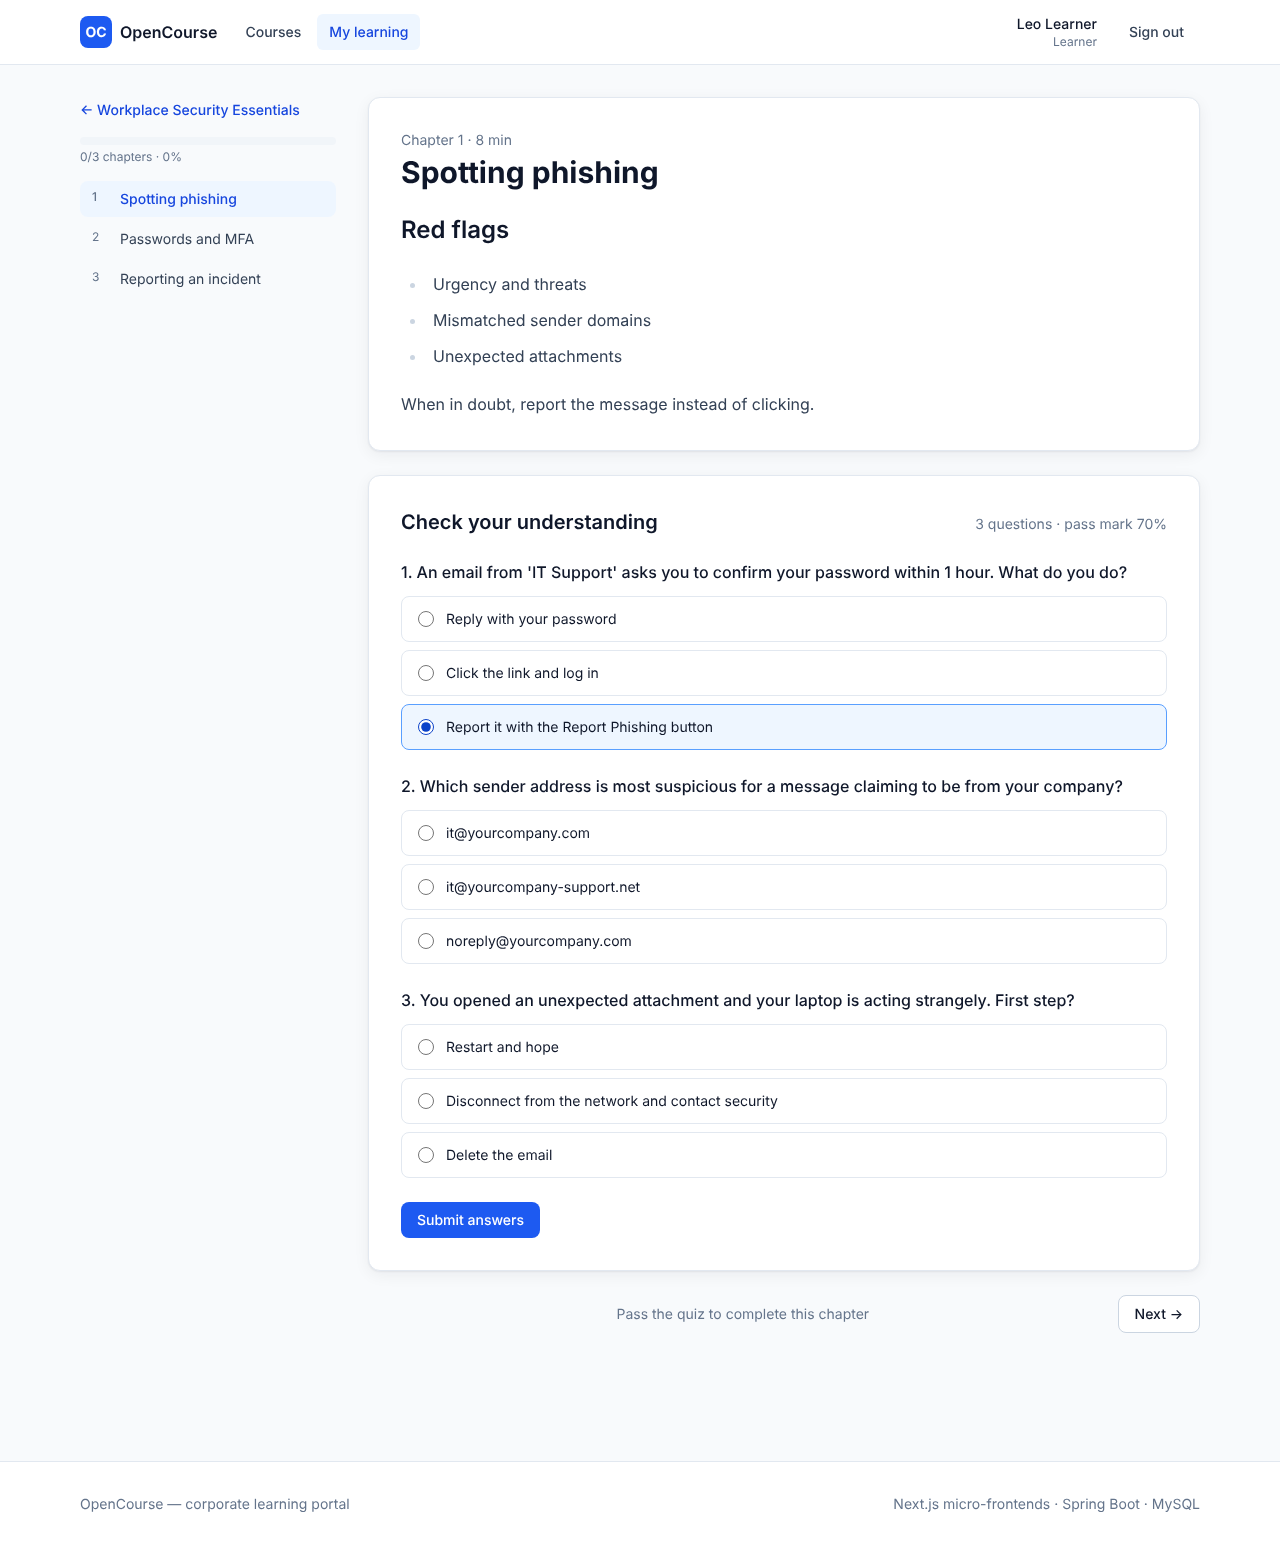 OC OpenCourse Courses My learning Leo Learner Sign out
Learner
← Workplace Security Essentials
0/3 chapters · 0%
1 Spotting phishing
2 Passwords and MFA
3 Reporting an incident
Chapter 1 · 8 min
Spotting phishing
Red flags
• Urgency and threats
• Mismatched sender domains
• Unexpected attachments
When in doubt, report the message instead of clicking.
Check your understanding 3 questions · pass mark 70%
1. An email from 'IT Support' asks you to confirm your password within 1 hour. What do you do?
Reply with your password
Click the link and log in
Report it with the Report Phishing button
2. Which sender address is most suspicious for a message claiming to be from your company?
it@yourcompany.com
it@yourcompany-support.net
noreply@yourcompany.com
3. You opened an unexpected attachment and your laptop is acting strangely. First step?
Restart and hope
Disconnect from the network and contact security
Delete the email
Submit answers
Pass the quiz to complete this chapter Next →
OpenCourse — corporate learning portal Next.js micro-frontends · Spring Boot · MySQL